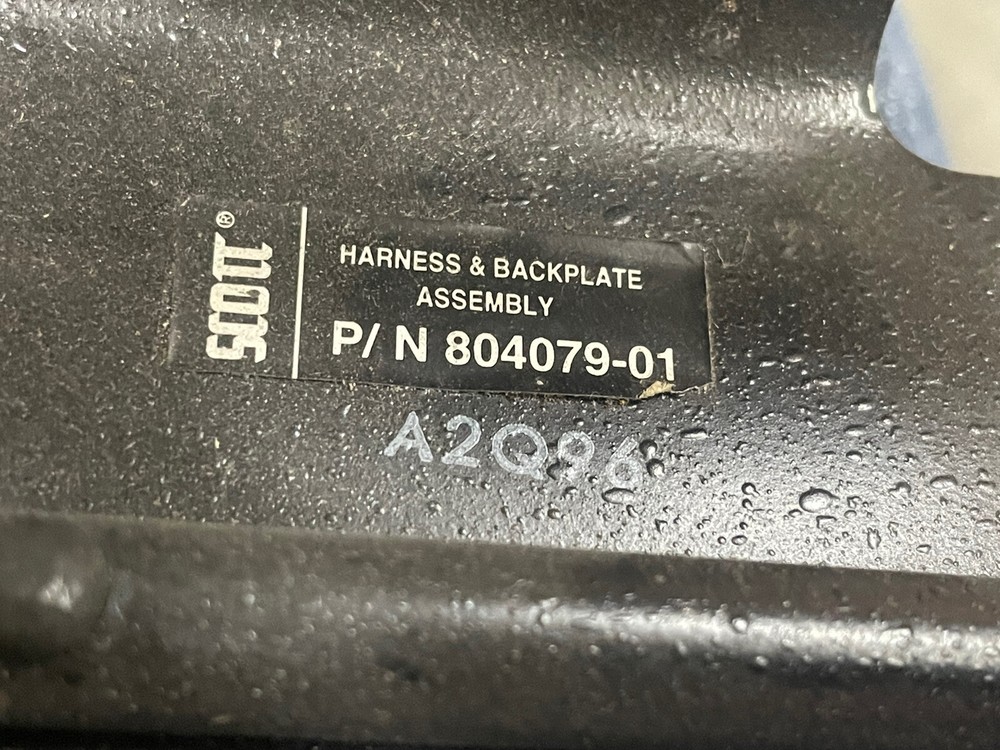 SCOTT®
HARNESS & BACKPLATE
ASSEMBLY
P/ N 804079-01
A2Q96